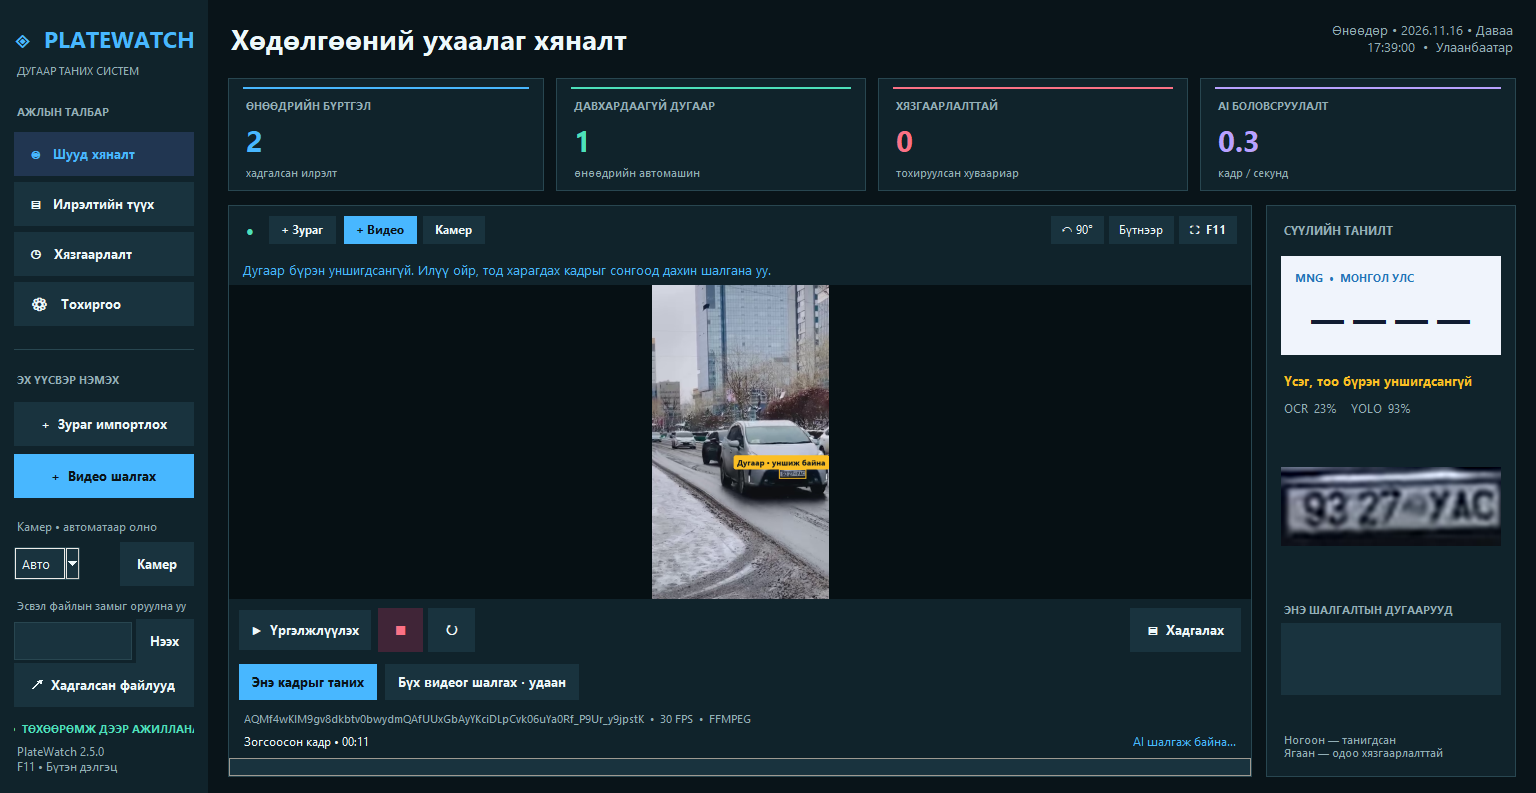 PLATEWATCH
ДУГААР ТАНИХ СИСТЕМ
АЖЛЫН ТАЛБАР
Шууд хяналт
Илрэлтийн түүх
Хязгаарлалт
Тохиргоо
ЭХ ҮҮСВЭР НЭМЭХ
+ Зураг импортлох
+ Видео шалгах
Камер • автоматаар олно
Авто
Камер
Эсвэл файлын замыг оруулна уу
Нээх
Хадгалсан файлууд
ТӨХӨӨРӨМЖ ДЭЭР АЖИЛЛАНА
PlateWatch 2.5.0
F11 • Бүтэн дэлгэц
Хөдөлгөөний ухаалаг хяналт
Өнөөдөр • 2026.11.16 • Даваа
17:39:00 • Улаанбаатар
ӨНӨӨДРИЙН БҮРТГЭЛ
2
хадгалсан илрэлт
ДАВХАРДААГҮЙ ДУГААР
1
өнөөдрийн автомашин
ХЯЗГААРЛАЛТТАЙ
0
тохируулсан хуваариар
AI БОЛОВСРУУЛАЛТ
0.3
кадр / секунд
+ Зураг
+ Видео
Камер
90°
Бүтнээр
F11
Дугаар бүрэн уншигдсангүй. Илүү ойр, тод харагдах кадрыг сонгоод дахин шалгана уу.
Дугаар • уншиж байна
Үргэлжлүүлэх
Хадгалах
Энэ кадрыг таних
Бүх видеог шалгах · удаан
AQMf4wKlM9gv8dkbtv0bwydmQAfUUxGbAyYKciDLpCvk06uYa0Rf_P9Ur_y9jpstK • 30 FPS • FFMPEG
Зогсоосон кадр • 00:11
AI шалгаж байна...
СҮҮЛИЙН ТАНИЛТ
MNG • МОНГОЛ УЛС
— — — —
Үсэг, тоо бүрэн уншигдсангүй
OCR 23% YOLO 93%
93 27 УАС
ЭНЭ ШАЛГАЛТЫН ДУГААРУУД
Ногоон — танигдсан
Ягаан — одоо хязгаарлалттай